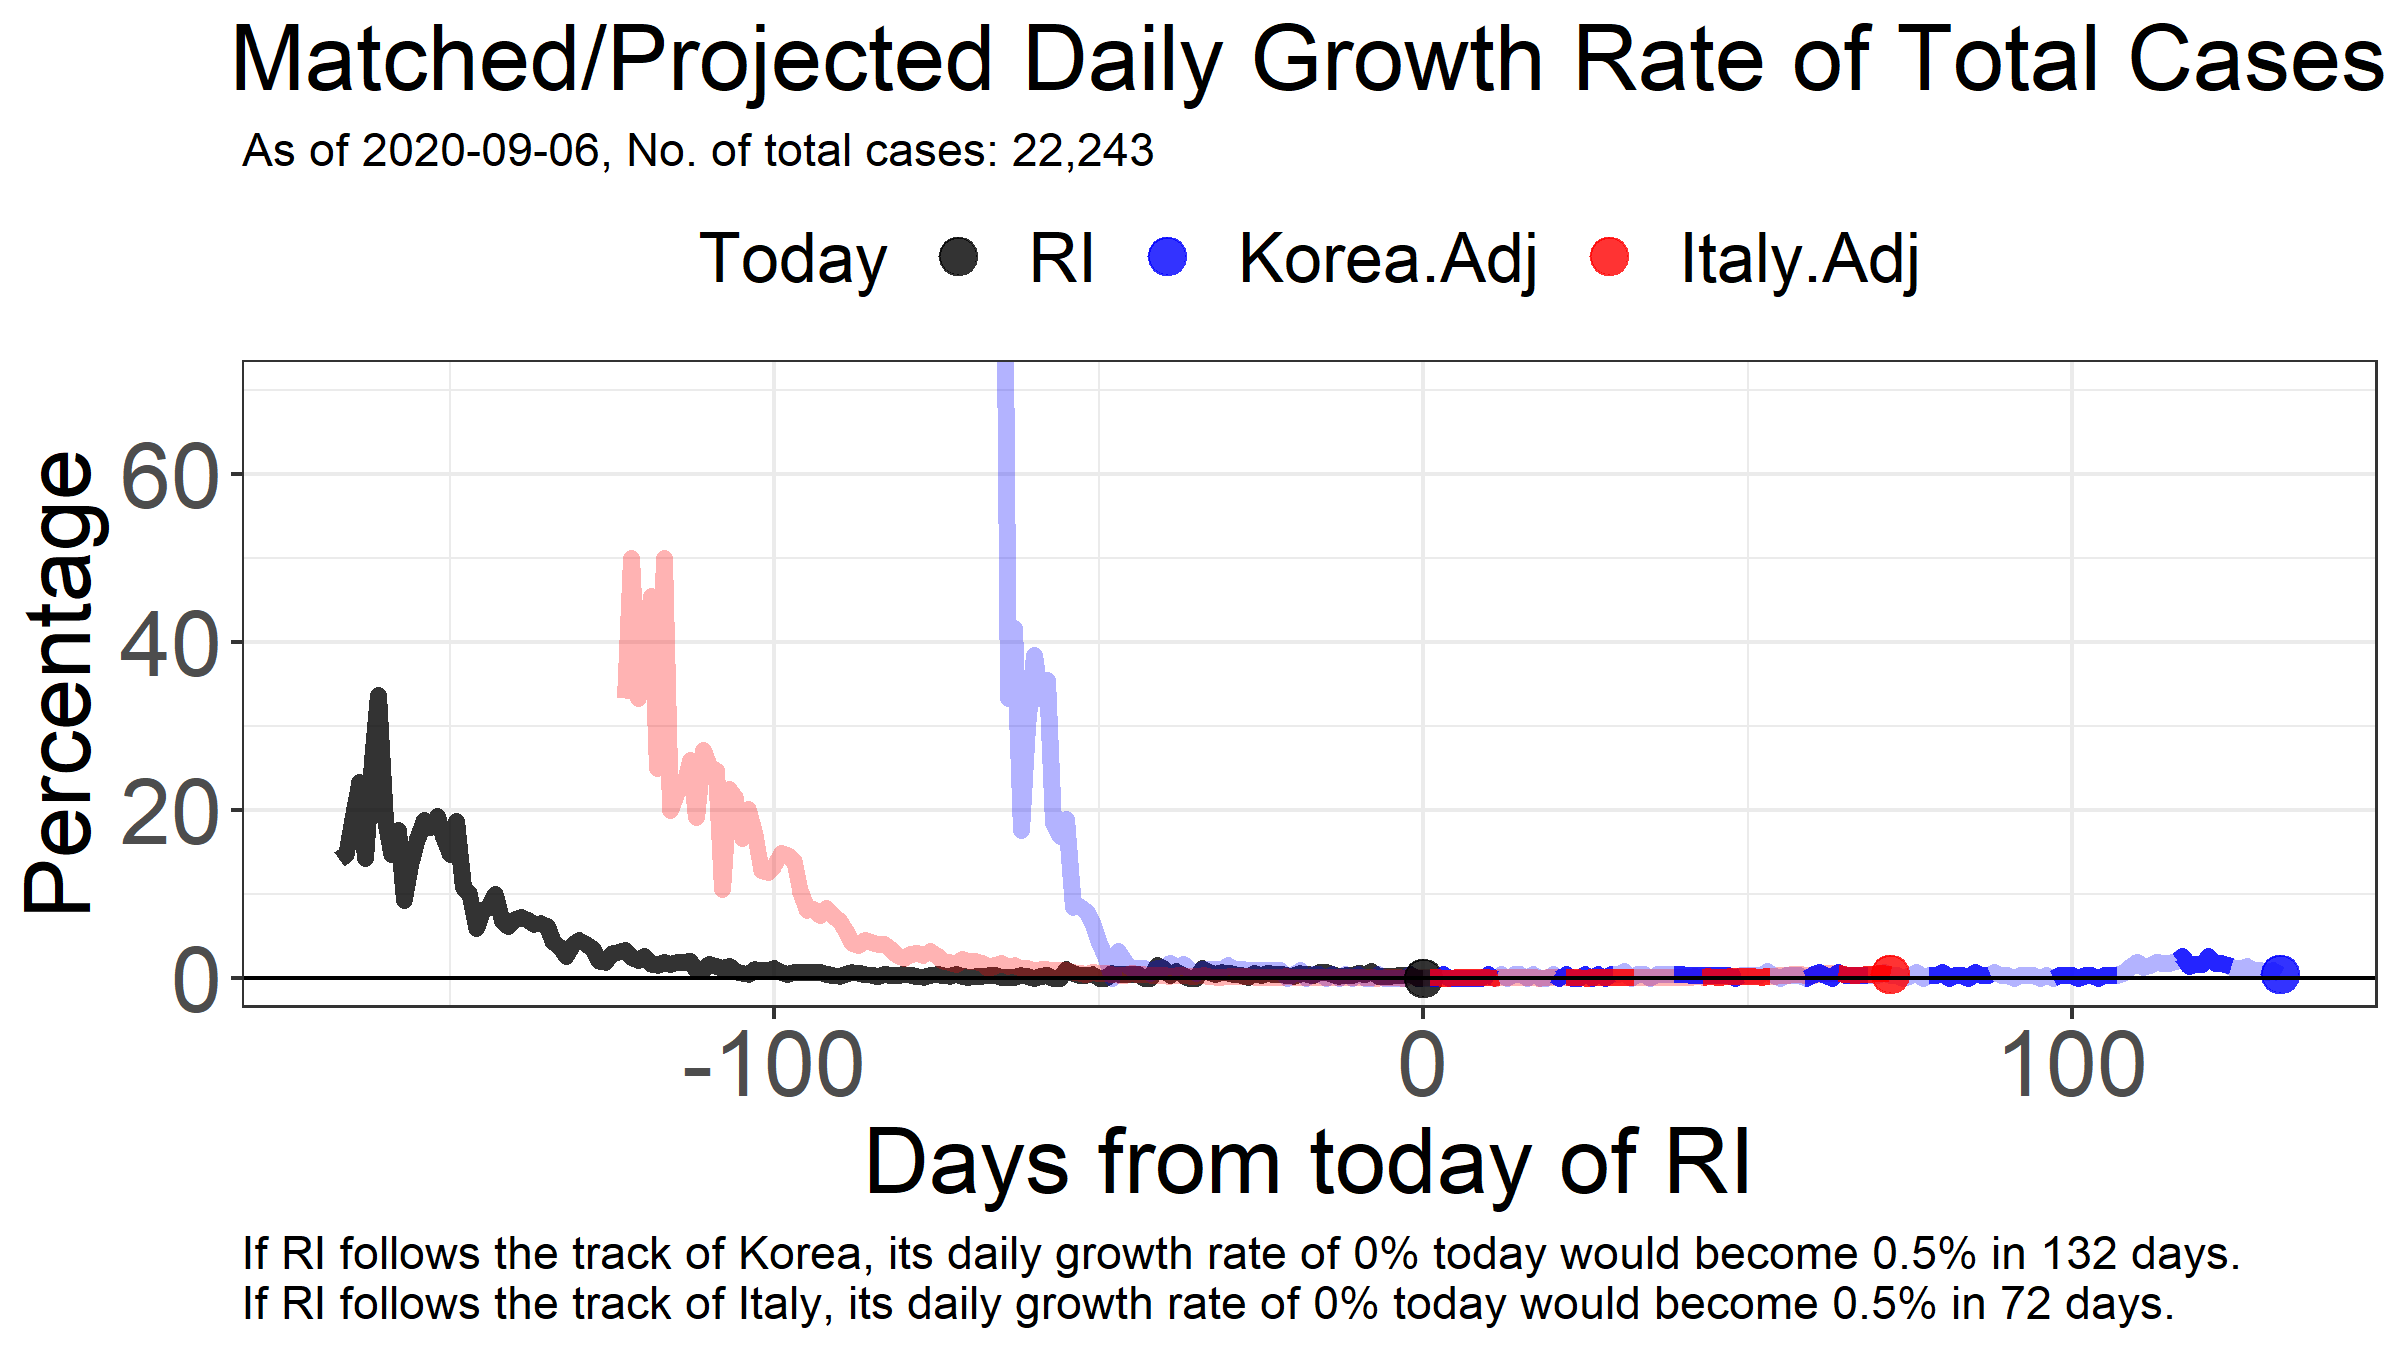 Matched/Projected Daily Growth Rate of Total Cases
As of 2020-09-06, No. of total cases: 22,243
Today RI Korea.Adj Italy.Adj
Percentage
60
40
20
0
-100 0 100
Days from today of RI
If RI follows the track of Korea, its daily growth rate of 0% today would become 0.5% in 132 days.
If RI follows the track of Italy, its daily growth rate of 0% today would become 0.5% in 72 days.